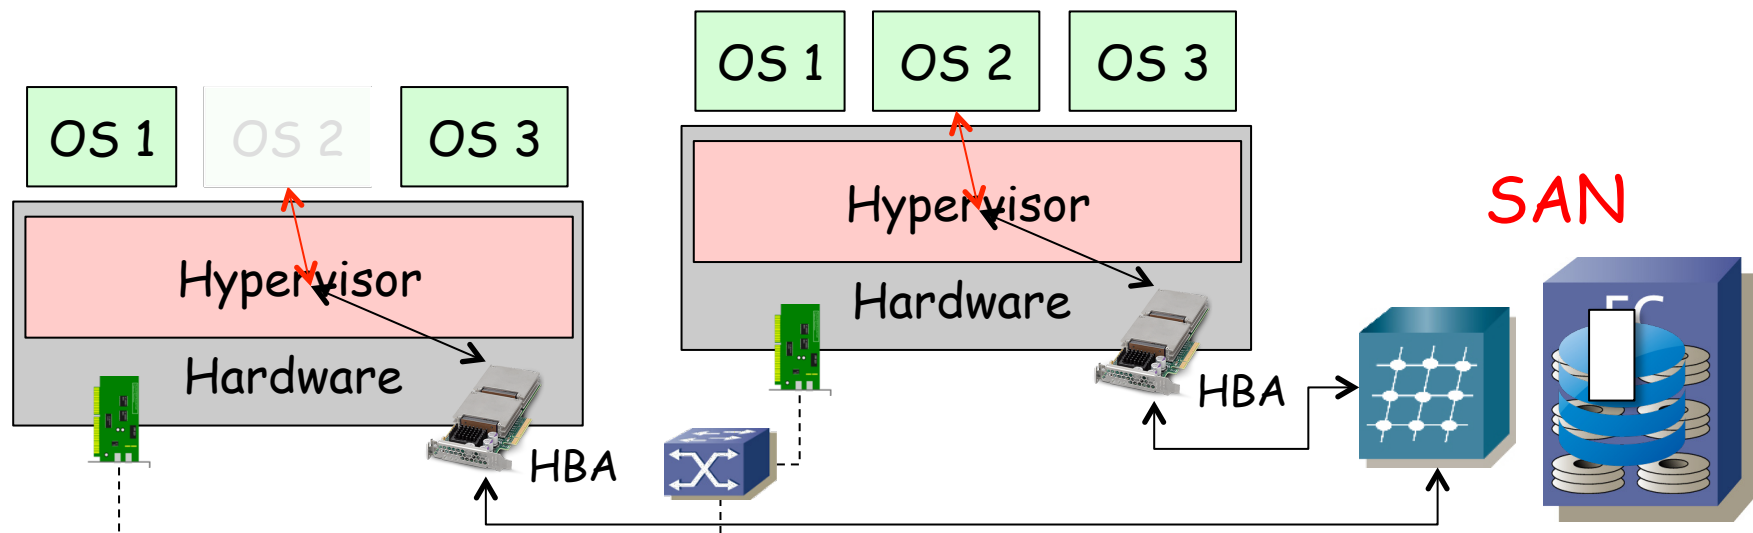 OS 1
OS 2
OS 3
Hypervisor
Hardware
HBA
OS 1
OS 2
OS 3
Hypervisor
Hardware
HBA
SAN